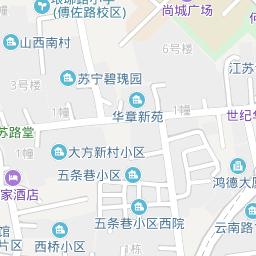 (傅佐路校区)
尚城广场
山西南村
6号楼
3号楼
苏宁碧瑰园
江苏
1幢
华章新苑
1幢
世纪
苏路堂
1幢
大方新村小区
五条巷小区
鸿德大厦
家酒店
五条巷小区西院
云南路
馆
片区)
西桥小区